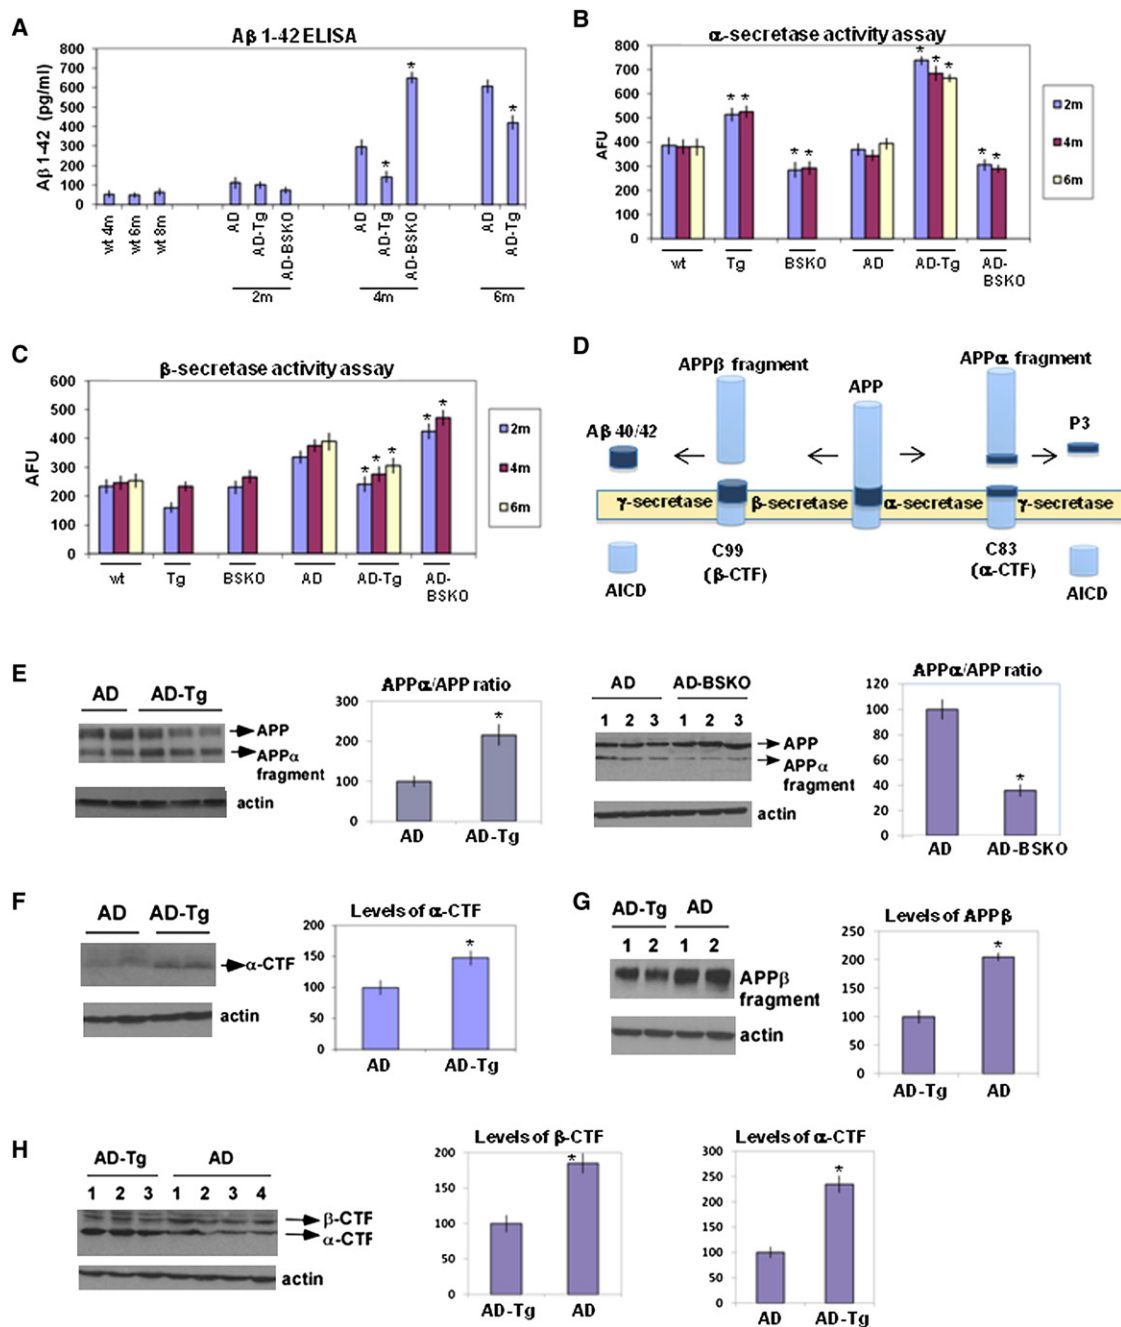 A
Aβ 1-42 ELISA
Aβ 1-42 (pg/ml)
800
700
600
500
400
300
200
100
0
wt 4m
wt 6m
wt 8m
AD
AD-Tg
AD-BSKO
AD
AD-Tg
AD-BSKO
AD
AD-Tg
2m
4m
6m
*
*
*
B
α-secretase activity assay
AFU
800
700
600
500
400
300
200
100
0
* *
* *
* * *
* *
wt
Tg
BSKO
AD
AD-Tg
AD-
BSKO
2m
4m
6m
C
β-secretase activity assay
AFU
600
500
400
300
200
100
0
* * *
* *
wt
Tg
BSKO
AD
AD-Tg
AD-
BSKO
2m
4m
6m
D
APPβ fragment
APP
APPα fragment
Aβ 40/42
P3
γ-secretase
β-secretase
α-secretase
γ-secretase
C99
(β-CTF)
C83
(α-CTF)
AICD
AICD
E
AD AD-Tg
APP
APPα
fragment
actin
APPα/APP ratio
300
200
100
0
*
AD AD-Tg
AD AD-BSKO
1 2 3 1 2 3
APP
APPα
fragment
actin
APPα/APP ratio
120
100
80
60
40
20
0
*
AD AD-BSKO
F
AD AD-Tg
α-CTF
actin
Levels of α-CTF
200
150
100
50
0
*
AD AD-Tg
G
AD-Tg AD
1 2 1 2
APPβ
fragment
actin
Levels of APPβ
250
200
150
100
50
0
*
AD-Tg AD
H
AD-Tg AD
1 2 3 1 2 3 4
β-CTF
α-CTF
actin
Levels of β-CTF
200
150
100
50
0
*
AD-Tg AD
Levels of α-CTF
300
250
200
150
100
50
0
*
AD AD-Tg